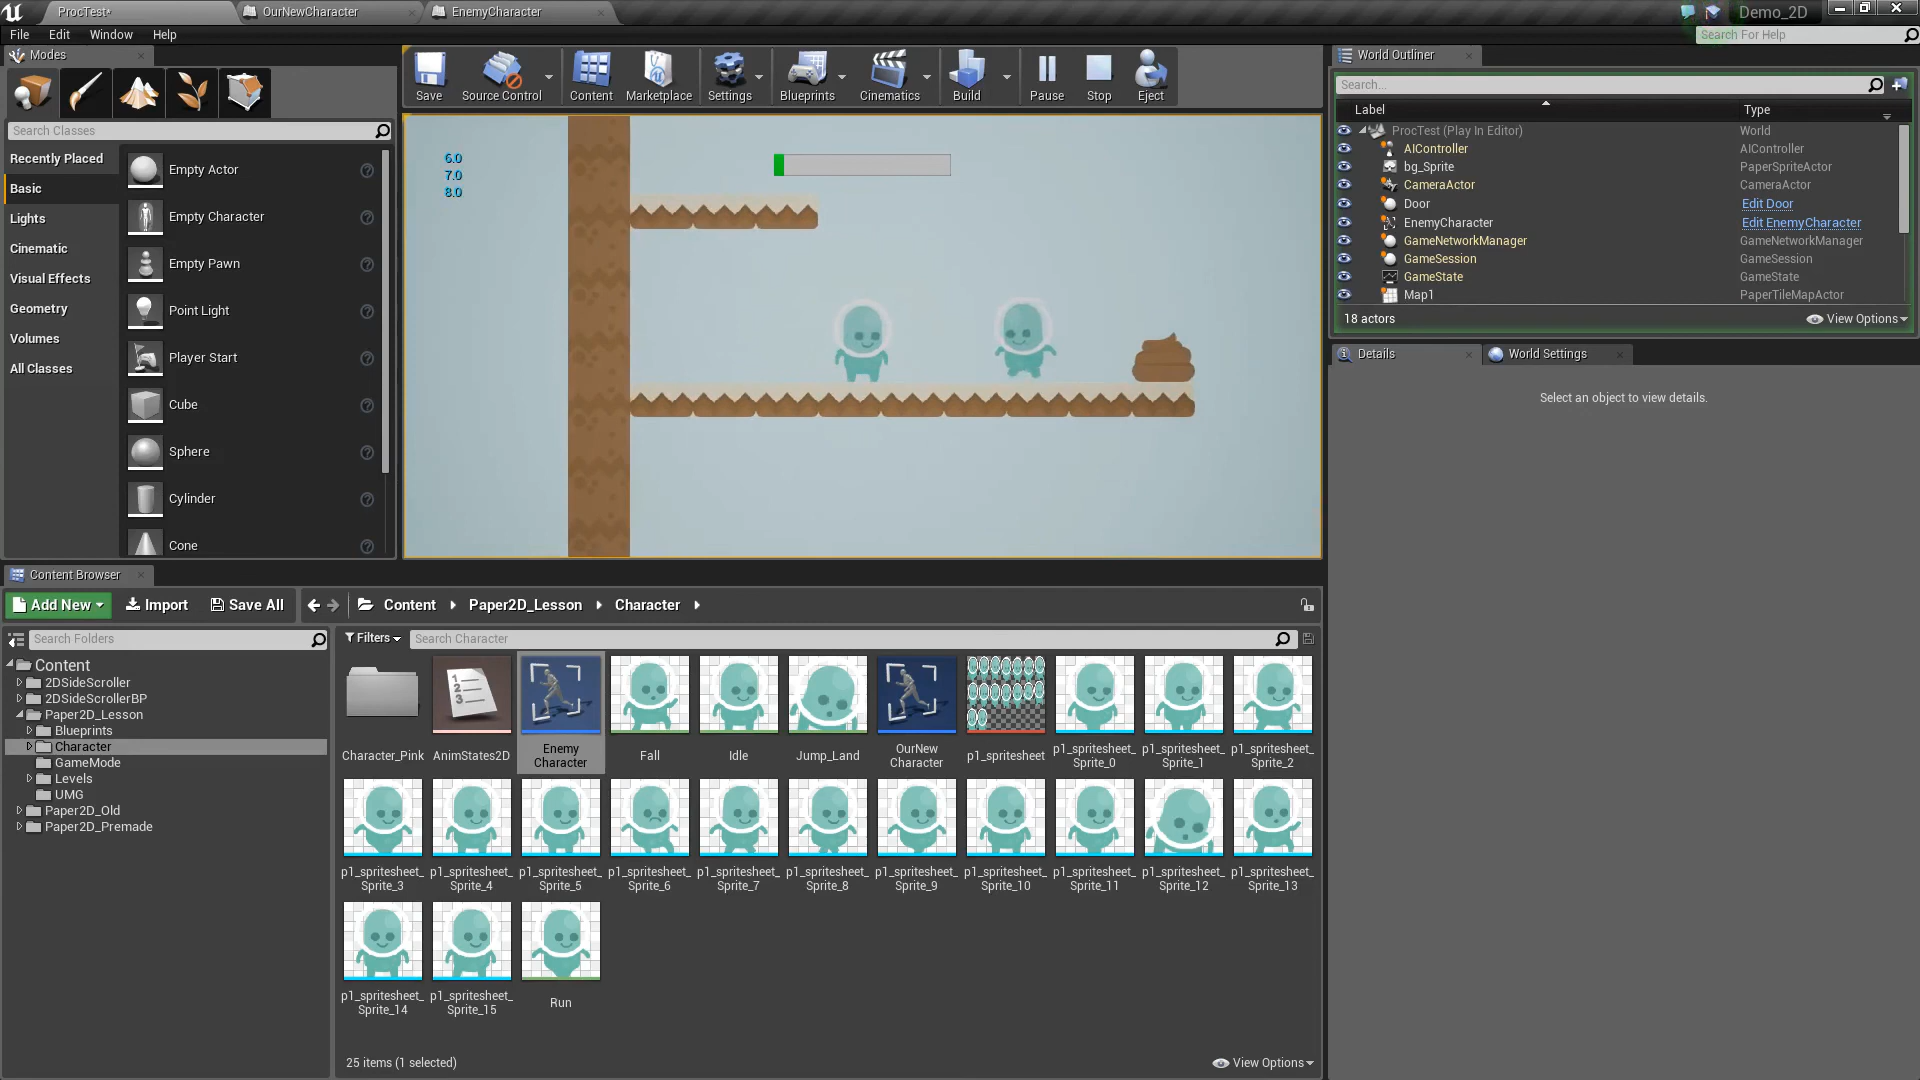 ProcTest*
OurNewCharacter
EnemyCharacter
Demo_2D
File
Edit
Window
Help
Search For Help
Modes
Search Classes
Recently Placed
Basic
Lights
Cinematic
Visual Effects
Geometry
Volumes
All Classes
Empty Actor
Empty Character
Empty Pawn
Point Light
Player Start
Cube
Sphere
Cylinder
Cone
Save
Source Control
Content
Marketplace
Settings
Blueprints
Cinematics
Build
Pause
Stop
Eject
6.0
7.0
8.0
World Outliner
Search...
Label
Type
ProcTest (Play In Editor)
World
AIController
AIController
bg_Sprite
PaperSpriteActor
CameraActor
CameraActor
Door
Edit Door
EnemyCharacter
Edit EnemyCharacter
GameNetworkManager
GameNetworkManager
GameSession
GameSession
GameState
GameState
Map1
PaperTileMapActor
18 actors
View Options
Details
World Settings
Select an object to view details.
Content Browser
Add New
Import
Save All
Content
Paper2D_Lesson
Character
Search Folders
Filters
Search Character
Content
2DSideScroller
2DSideScrollerBP
Paper2D_Lesson
Blueprints
Character
GameMode
Levels
UMG
Paper2D_Old
Paper2D_Premade
1
2
3
Character_Pink
AnimStates2D
Enemy
Character
Fall
Idle
Jump_Land
OurNew
Character
p1_spritesheet
p1_spritesheet_
Sprite_0
p1_spritesheet_
Sprite_1
p1_spritesheet_
Sprite_2
p1_spritesheet_
Sprite_3
p1_spritesheet_
Sprite_4
p1_spritesheet_
Sprite_5
p1_spritesheet_
Sprite_6
p1_spritesheet_
Sprite_7
p1_spritesheet_
Sprite_8
p1_spritesheet_
Sprite_9
p1_spritesheet_
Sprite_10
p1_spritesheet_
Sprite_11
p1_spritesheet_
Sprite_12
p1_spritesheet_
Sprite_13
p1_spritesheet_
Sprite_14
p1_spritesheet_
Sprite_15
Run
25 items (1 selected)
View Options